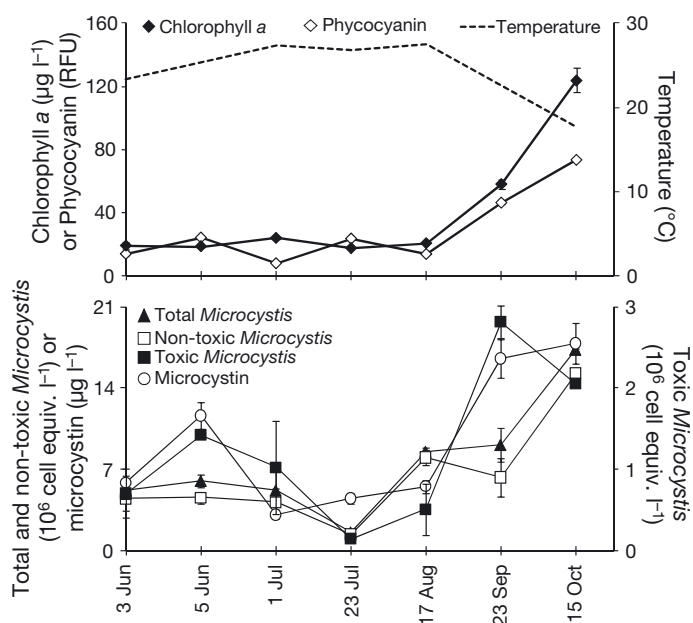 Chlorophyll a
Phycocyanin
Temperature
Chlorophyll a (µg l–1)
or Phycocyanin (RFU)
160
120
80
40
0
30
20
10
0
Temperature (°C)
Total Microcystis
Non-toxic Microcystis
Toxic Microcystis
Microcystin
Total and non-toxic Microcystis
(10⁶ cell equiv. l–1) or
microcystin (µg l–1)
21
14
7
0
3
2
1
0
Toxic Microcystis
(10⁶ cell equiv. l–1)
3 Jun
5 Jun
1 Jul
23 Jul
17 Aug
23 Sep
15 Oct